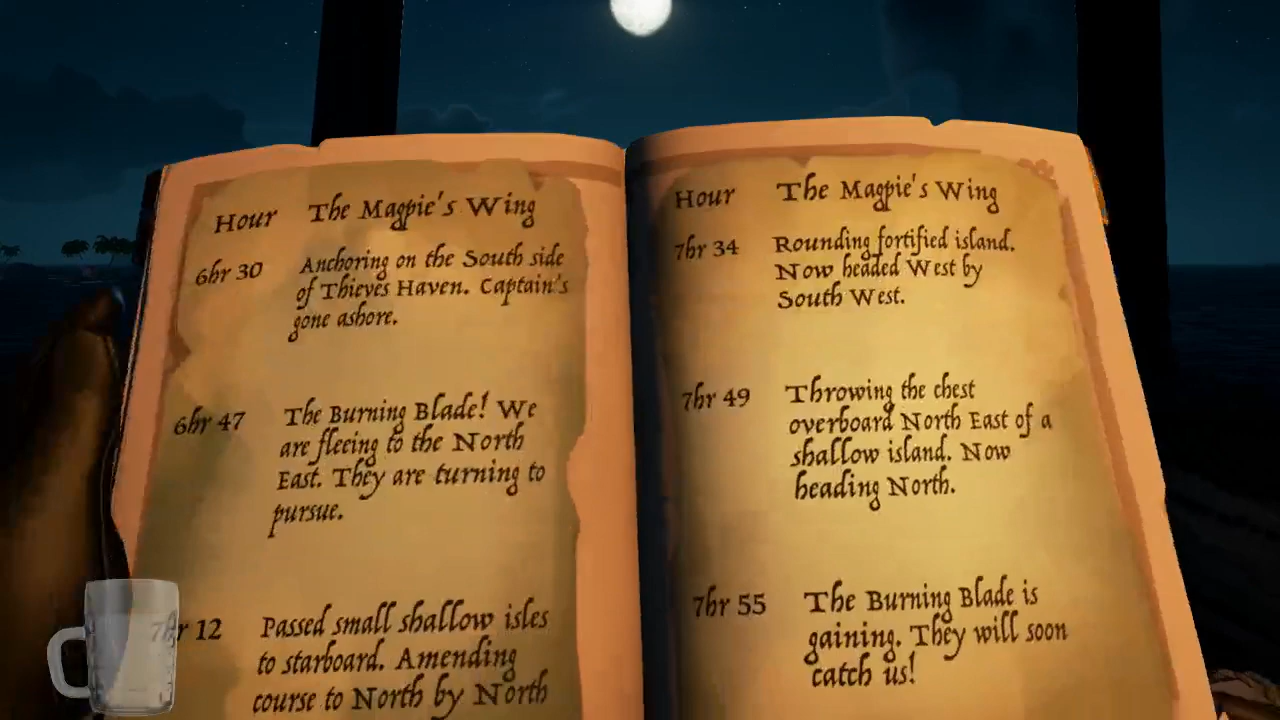 Hour The Magpie's Wing
6hr 30 Anchoring on the South side
of Thieves Haven. Captain's
gone ashore.
6hr 47 The Burning Blade! We
are fleeing to the North
East. They are turning to
pursue.
7hr 12 Passed small shallow isles
to starboard. Amending
course to North by North
Hour The Magpie's Wing
7hr 34 Rounding fortified island.
Now headed West by
South West.
7hr 49 Throwing the chest
overboard North East of a
shallow island. Now
heading North.
7hr 55 The Burning Blade is
gaining. They will soon
catch us!